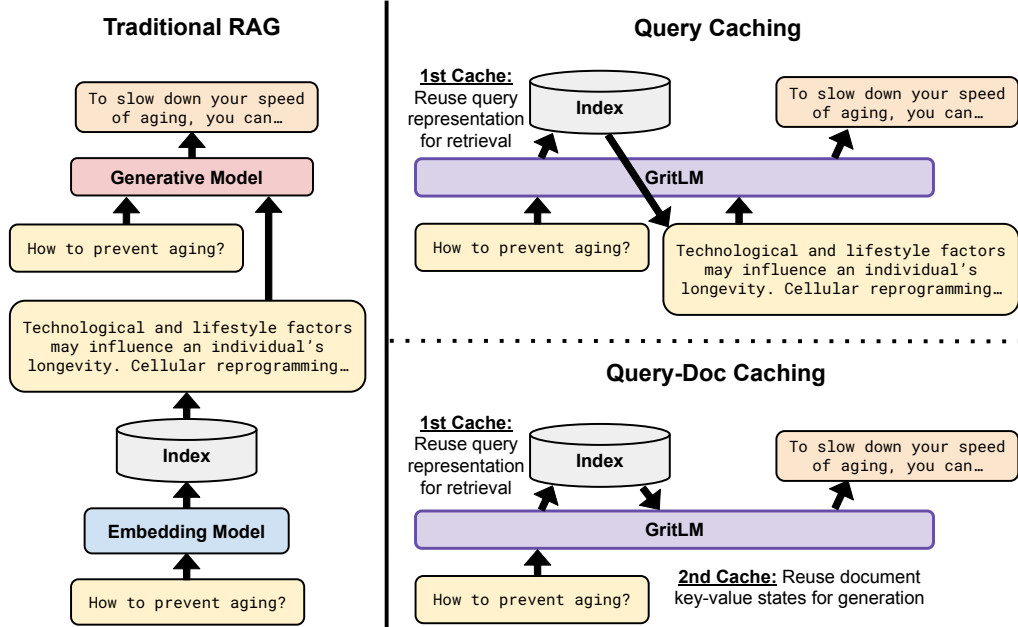 Traditional RAG
To slow down your speed
of aging, you can…
Generative Model
How to prevent aging?
Technological and lifestyle factors
may influence an individual’s
longevity. Cellular reprogramming…
Index
Embedding Model
How to prevent aging?
Query Caching
1st Cache:
Reuse query
representation
for retrieval
Index
To slow down your speed
of aging, you can…
GritLM
How to prevent aging?
Technological and lifestyle factors
may influence an individual’s
longevity. Cellular reprogramming…
Query-Doc Caching
1st Cache:
Reuse query
representation
for retrieval
Index
To slow down your speed
of aging, you can…
GritLM
How to prevent aging?
2nd Cache: Reuse document
key-value states for generation